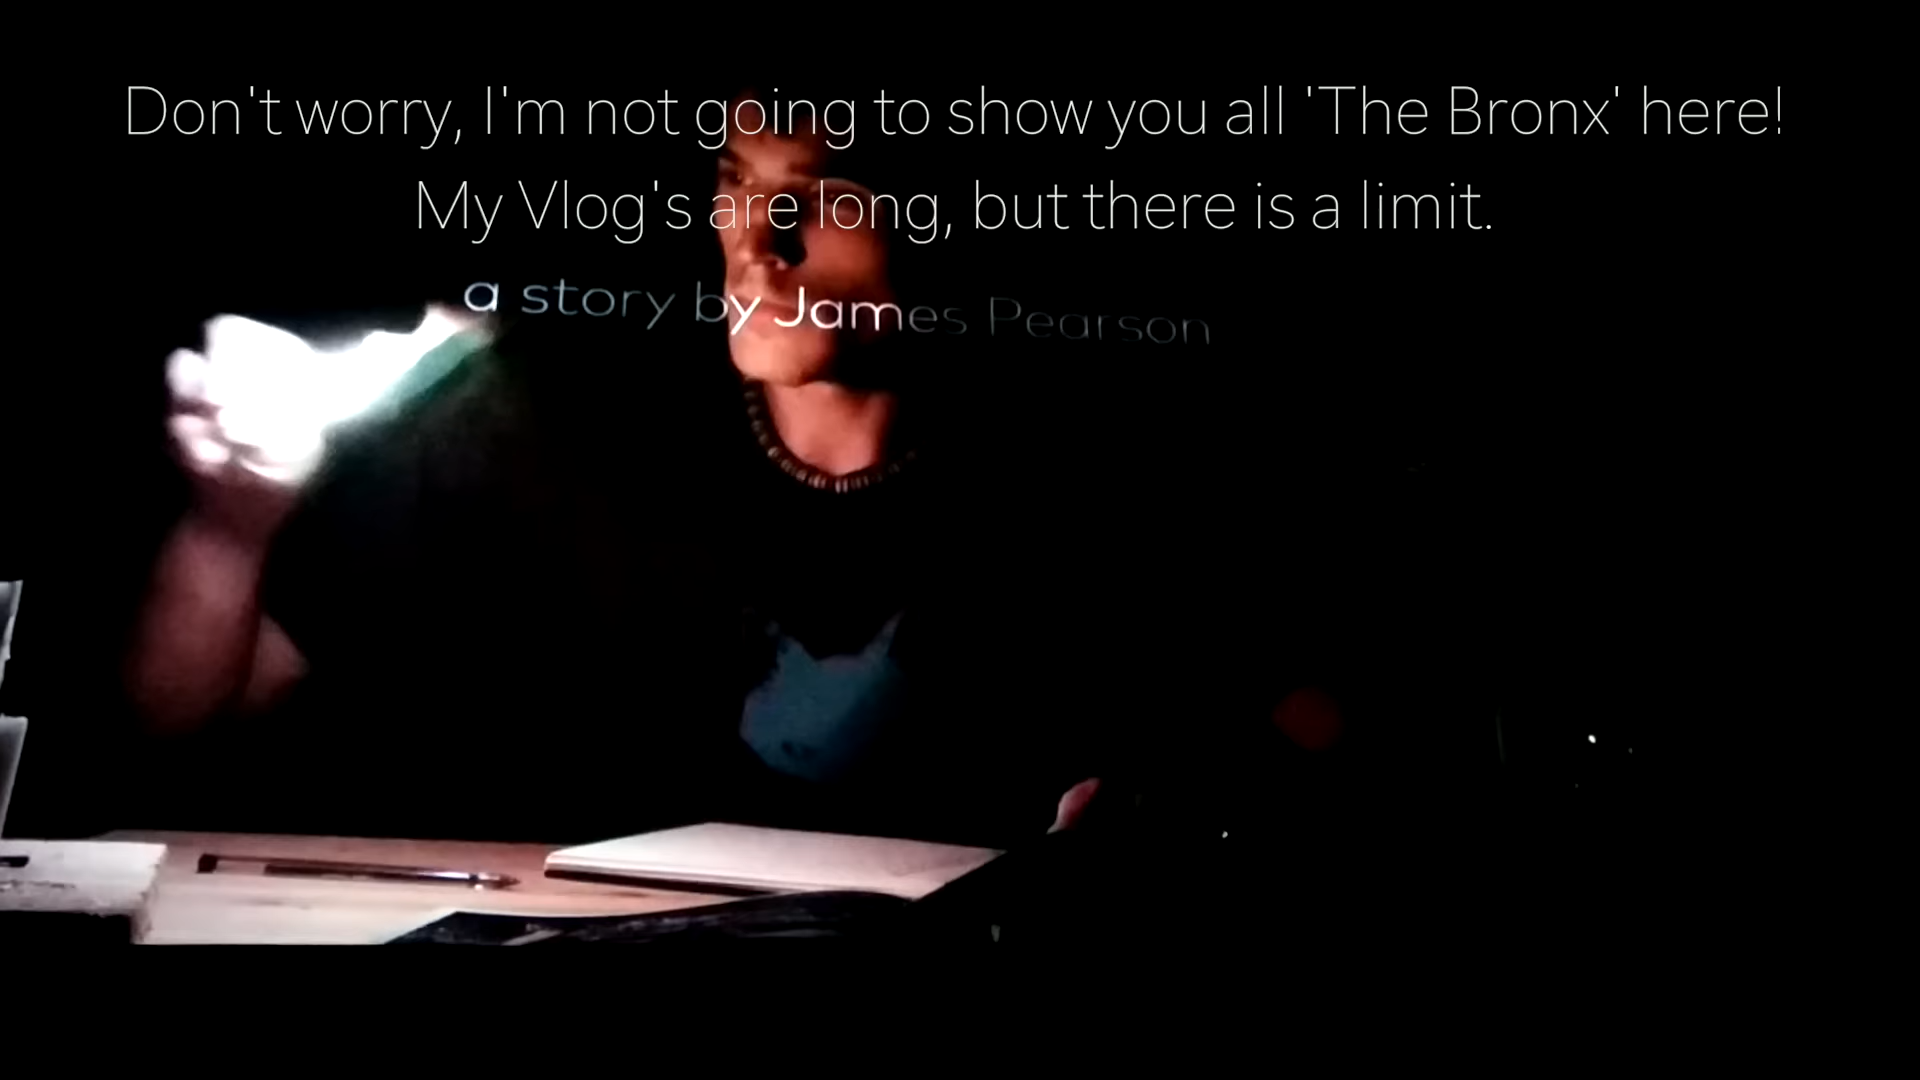 Don't worry, I'm not going to show you all 'The Bronx' here!
My Vlog's are long, but there is a limit.
a story by James Pearson